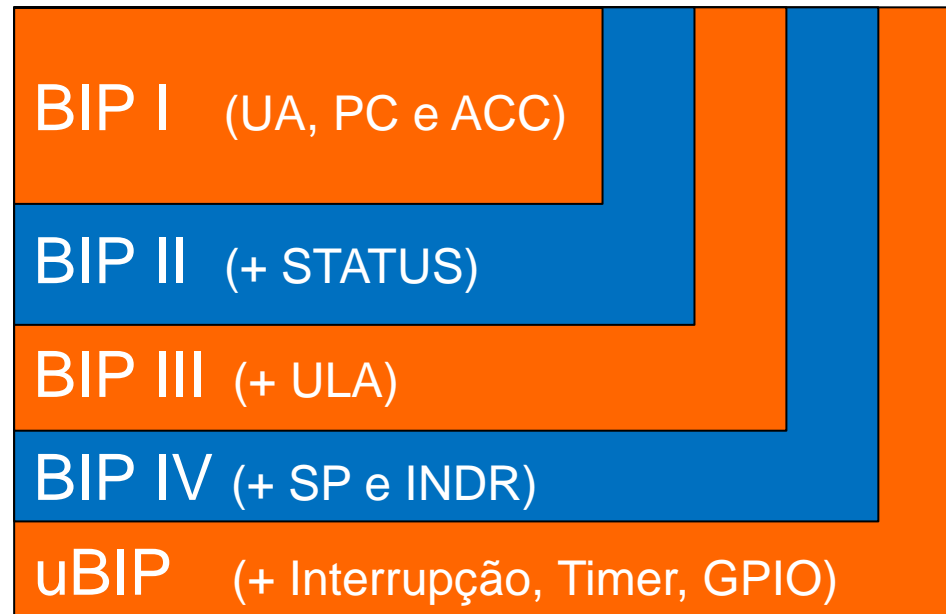 BIP I (UA, PC e ACC)
BIP II (+ STATUS)
BIP III (+ ULA)
BIP IV (+ SP e INDR)
uBIP (+ Interrupção, Timer, GPIO)